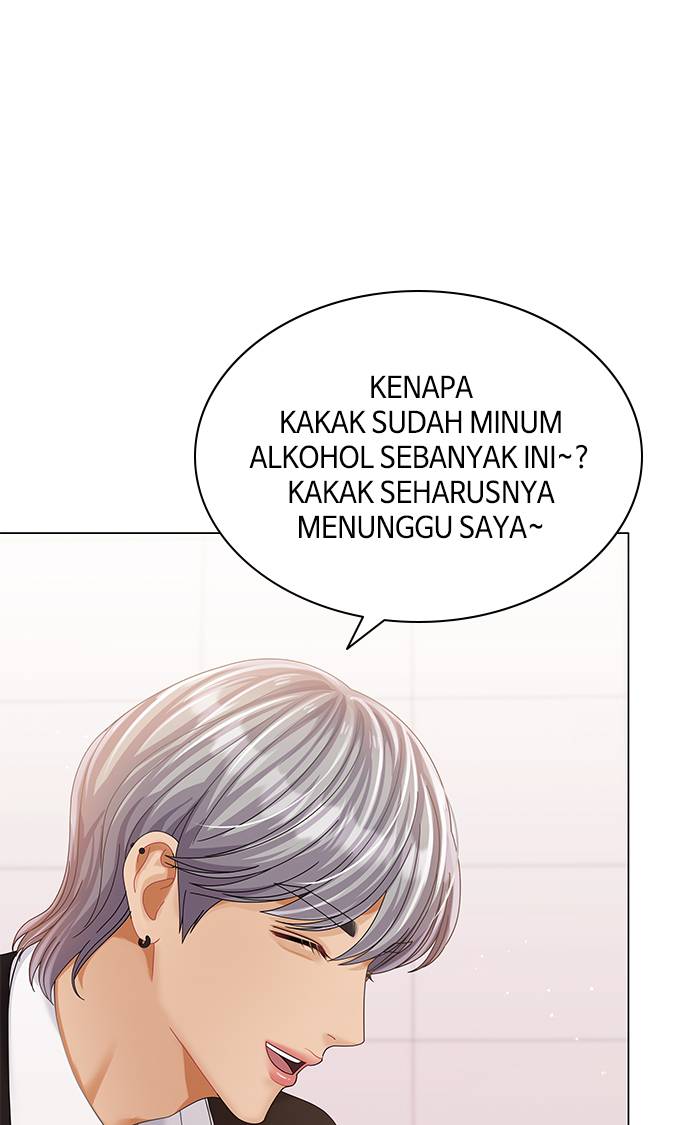 KENAPA
KAKAK SUDAH MINUM
ALKOHOL SEBANYAK INI~?
KAKAK SEHARUSNYA
MENUNGGU SAYA~